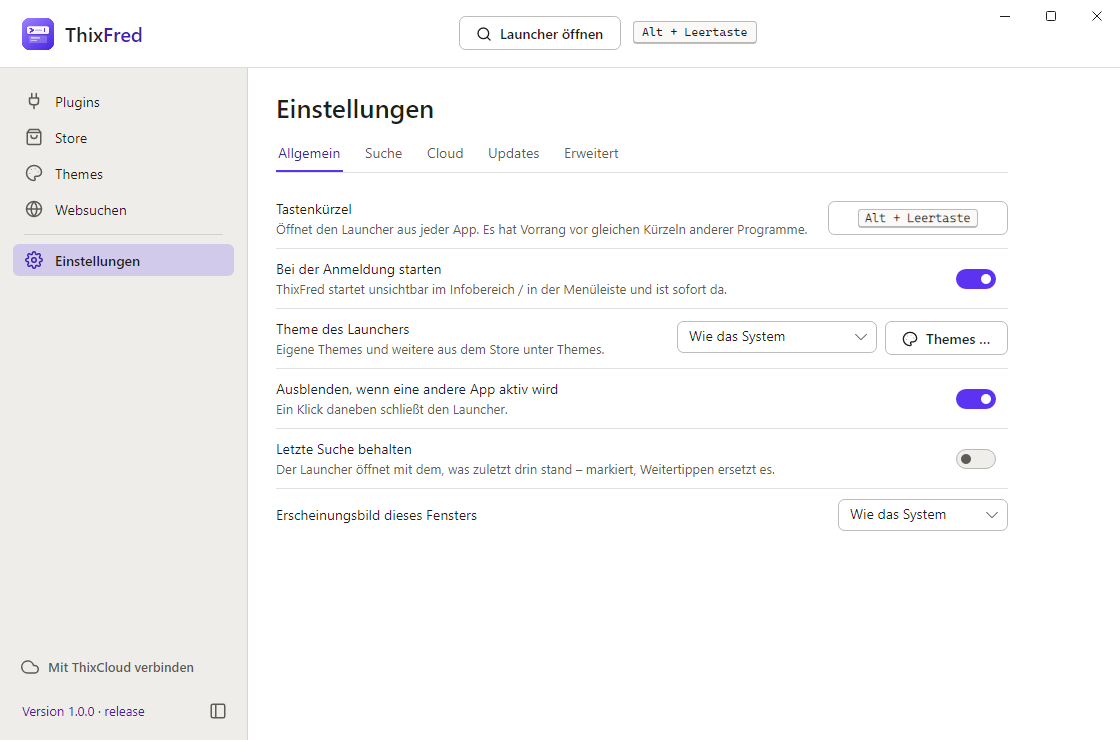 ThixFred
Launcher öffnen
Alt + Leertaste
Plugins
Store
Themes
Websuchen
Einstellungen
Mit ThixCloud verbinden
Version 1.0.0 · release
Einstellungen
Allgemein
Suche
Cloud
Updates
Erweitert
Tastenkürzel
Öffnet den Launcher aus jeder App. Es hat Vorrang vor gleichen Kürzeln anderer Programme.
Alt + Leertaste
Bei der Anmeldung starten
ThixFred startet unsichtbar im Infobereich / in der Menüleiste und ist sofort da.
Theme des Launchers
Eigene Themes und weitere aus dem Store unter Themes.
Wie das System
Themes ...
Ausblenden, wenn eine andere App aktiv wird
Ein Klick daneben schließt den Launcher.
Letzte Suche behalten
Der Launcher öffnet mit dem, was zuletzt drin stand – markiert, Weitertippen ersetzt es.
Erscheinungsbild dieses Fensters
Wie das System